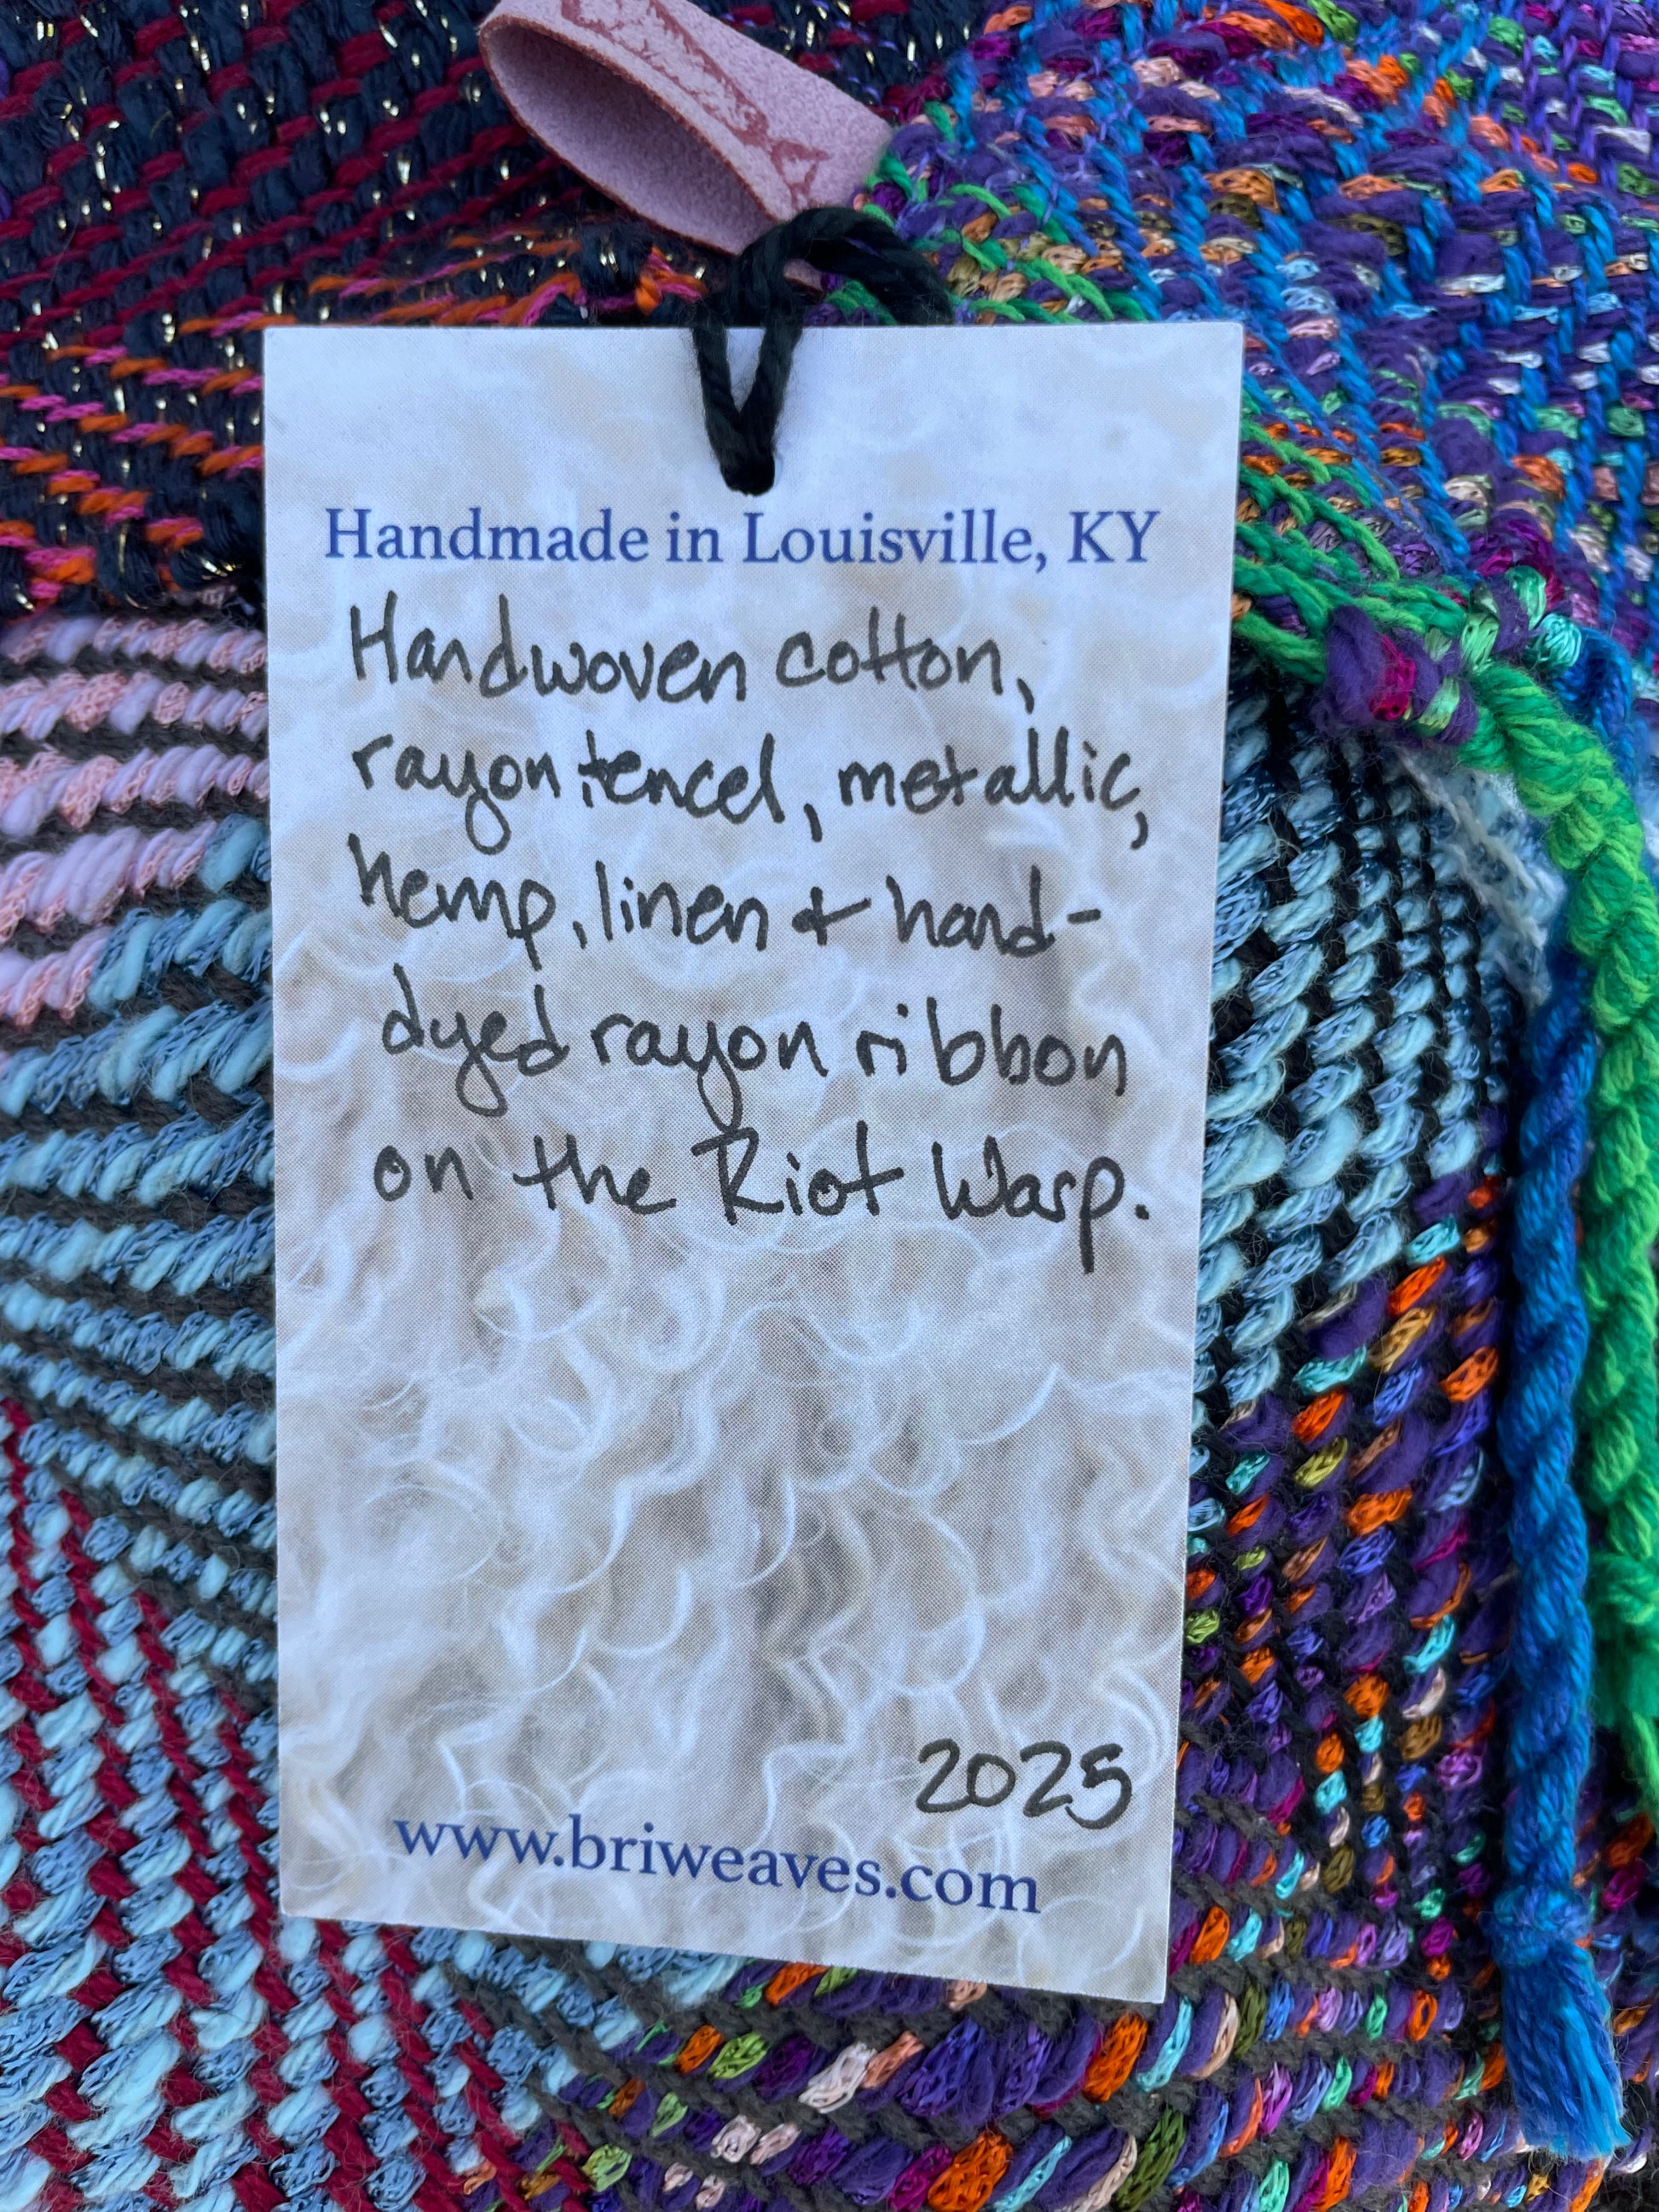 Handmade in Louisville, KY
Handwoven cotton,
rayon, tencel, metallic,
hemp, linen + hand-
dyed rayon ribbon
on the Riot Warp.
2025
www.briweaves.com